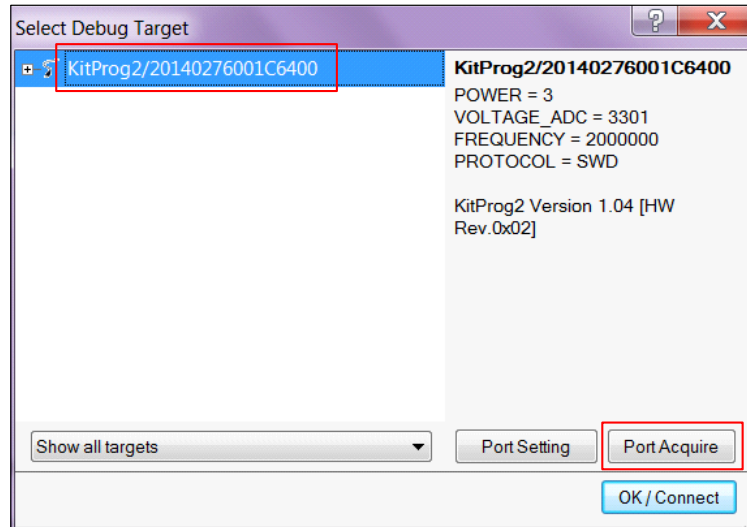 Select Debug Target
KitProg2/20140276001C6400
KitProg2/20140276001C6400
POWER = 3
VOLTAGE_ADC = 3301
FREQUENCY = 2000000
PROTOCOL = SWD
KitProg2 Version 1.04 [HW
Rev.0x02]
Show all targets
Port Setting
Port Acquire
OK / Connect